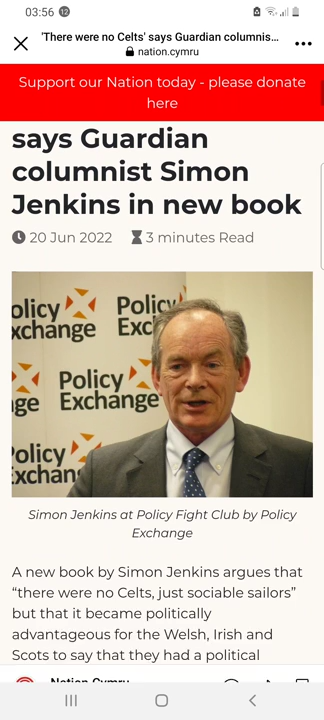 03:56 12
'There were no Celts' says Guardian columnis...
nation.cymru
Support our Nation today - please donate
here
says Guardian
columnist Simon
Jenkins in new book
20 Jun 2022 3 minutes Read
olicy Policy
xchange Exc
Policy
ge Exchange
olicy
xchan
Simon Jenkins at Policy Fight Club by Policy
Exchange
A new book by Simon Jenkins argues that
“there were no Celts, just sociable sailors”
but that it became politically
advantageous for the Welsh, Irish and
Scots to say that they had a political
Nation Cymru